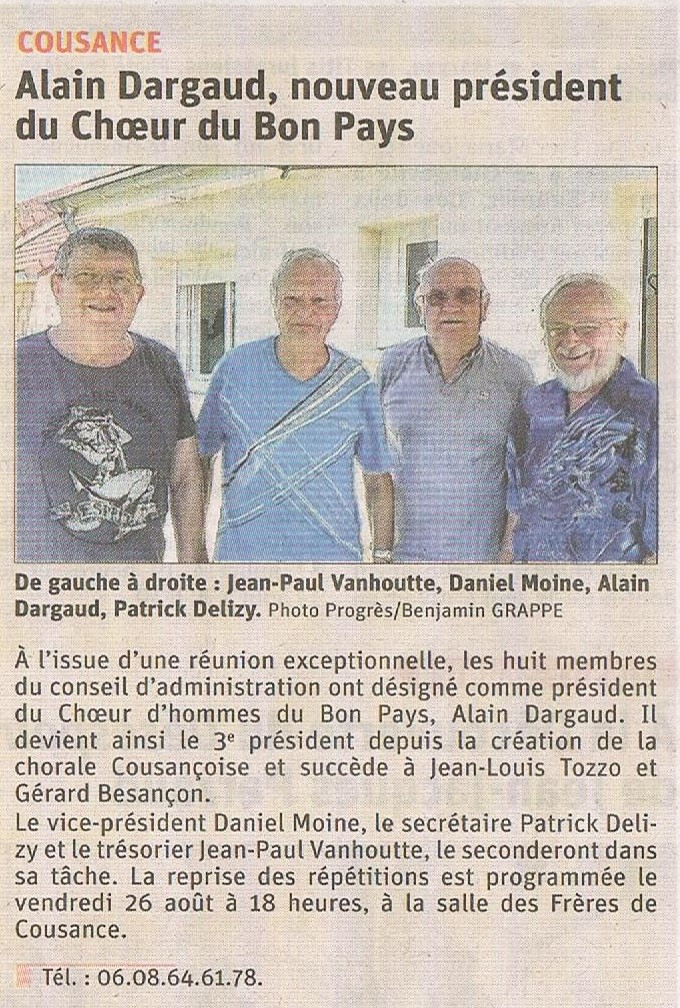 COUSANCE
Alain Dargaud, nouveau président
du Chœur du Bon Pays
De gauche à droite : Jean-Paul Vanhoutte, Daniel Moine, Alain
Dargaud, Patrick Delizy. Photo Progrès/Benjamin GRAPPE
À l’issue d’une réunion exceptionnelle, les huit membres
du conseil d’administration ont désigné comme président
du Chœur d’hommes du Bon Pays, Alain Dargaud. Il
devient ainsi le 3e président depuis la création de la
chorale Cousançoise et succède à Jean-Louis Tozzo et
Gérard Besançon.
Le vice-président Daniel Moine, le secrétaire Patrick Deli-
zy et le trésorier Jean-Paul Vanhoutte, le seconderont dans
sa tâche. La reprise des répétitions est programmée le
vendredi 26 août à 18 heures, à la salle des Frères de
Cousance.
Tél. : 06.08.64.61.78.